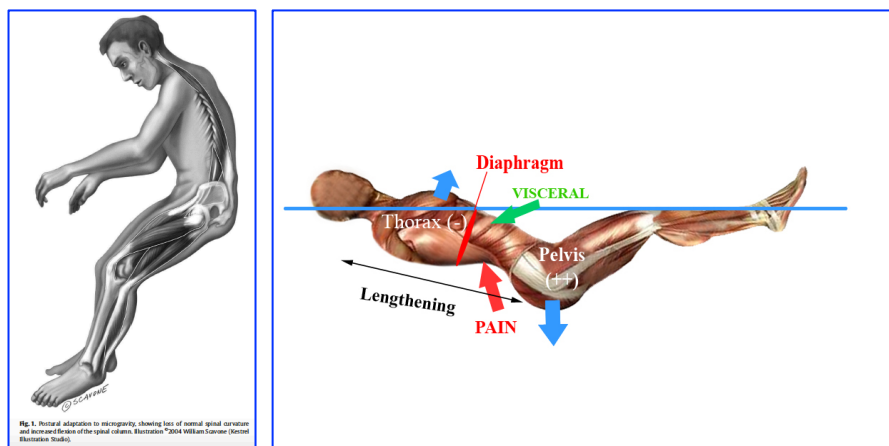 ©SCAVONE
Fig. 1. Postural adaptation to microgravity, showing loss of normal spinal curvature
and increased flexion of the spinal column. Illustration ©2004 William Scavone (Kestrel
Illustration Studio).
Diaphragm
VISCERAL
Thorax (-)
Pelvis
(++)
Lengthening
PAIN